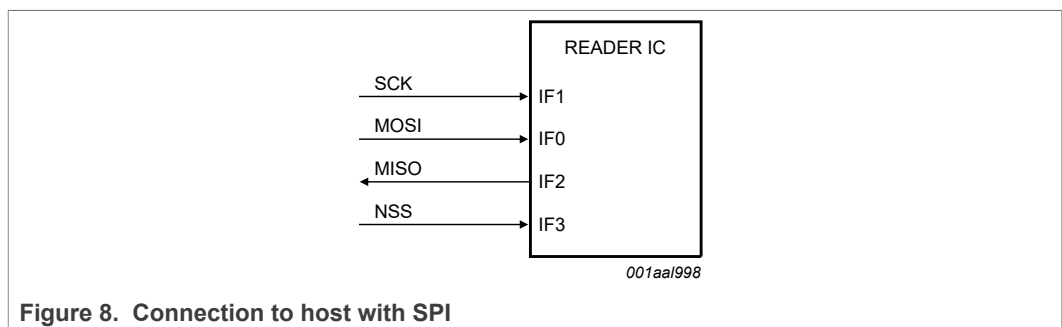 READER IC
SCK
IF1
MOSI
IF0
MISO
IF2
NSS
IF3
001aal998
Figure 8. Connection to host with SPI